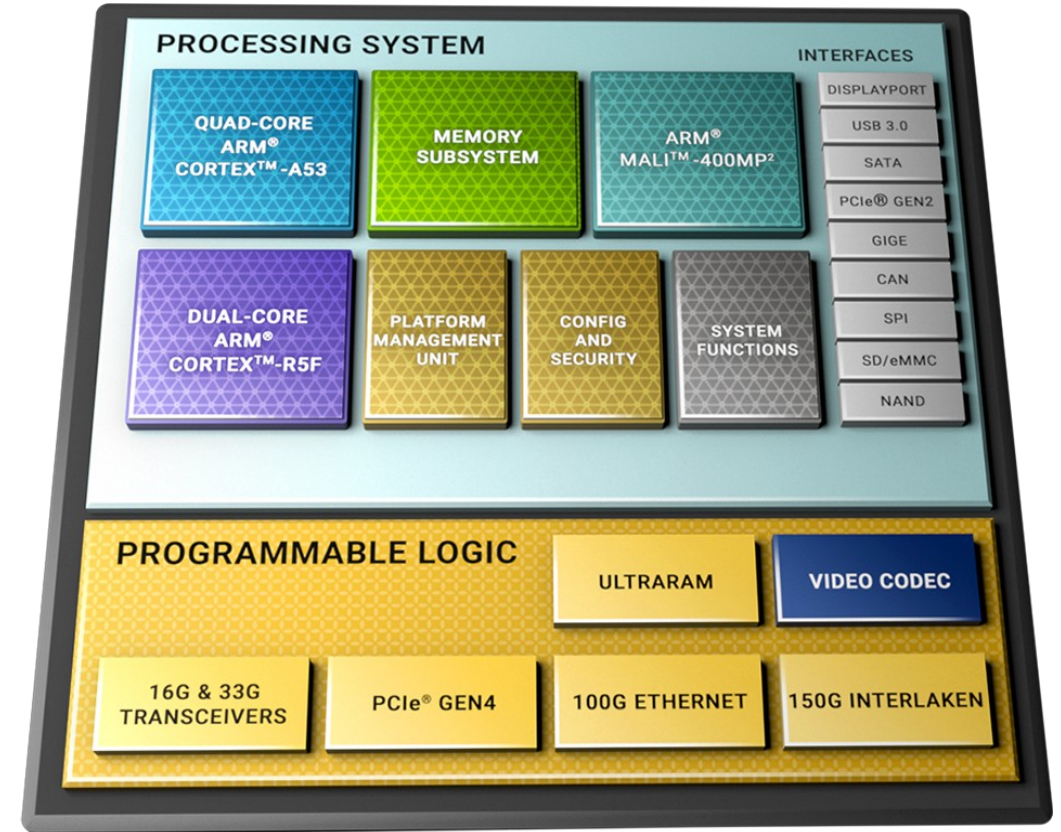 PROCESSING SYSTEM
INTERFACES
QUAD-CORE
ARM®
CORTEX™-A53
MEMORY
SUBSYSTEM
ARM®
MALI™-400MP²
DUAL-CORE
ARM®
CORTEX™-R5F
PLATFORM
MANAGEMENT
UNIT
CONFIG
AND
SECURITY
SYSTEM
FUNCTIONS
DISPLAYPORT
USB 3.0
SATA
PCIe® GEN2
GIGE
CAN
SPI
SD/eMMC
NAND
PROGRAMMABLE LOGIC
ULTRARAM
VIDEO CODEC
16G & 33G
TRANSCEIVERS
PCIe® GEN4
100G ETHERNET
150G INTERLAKEN